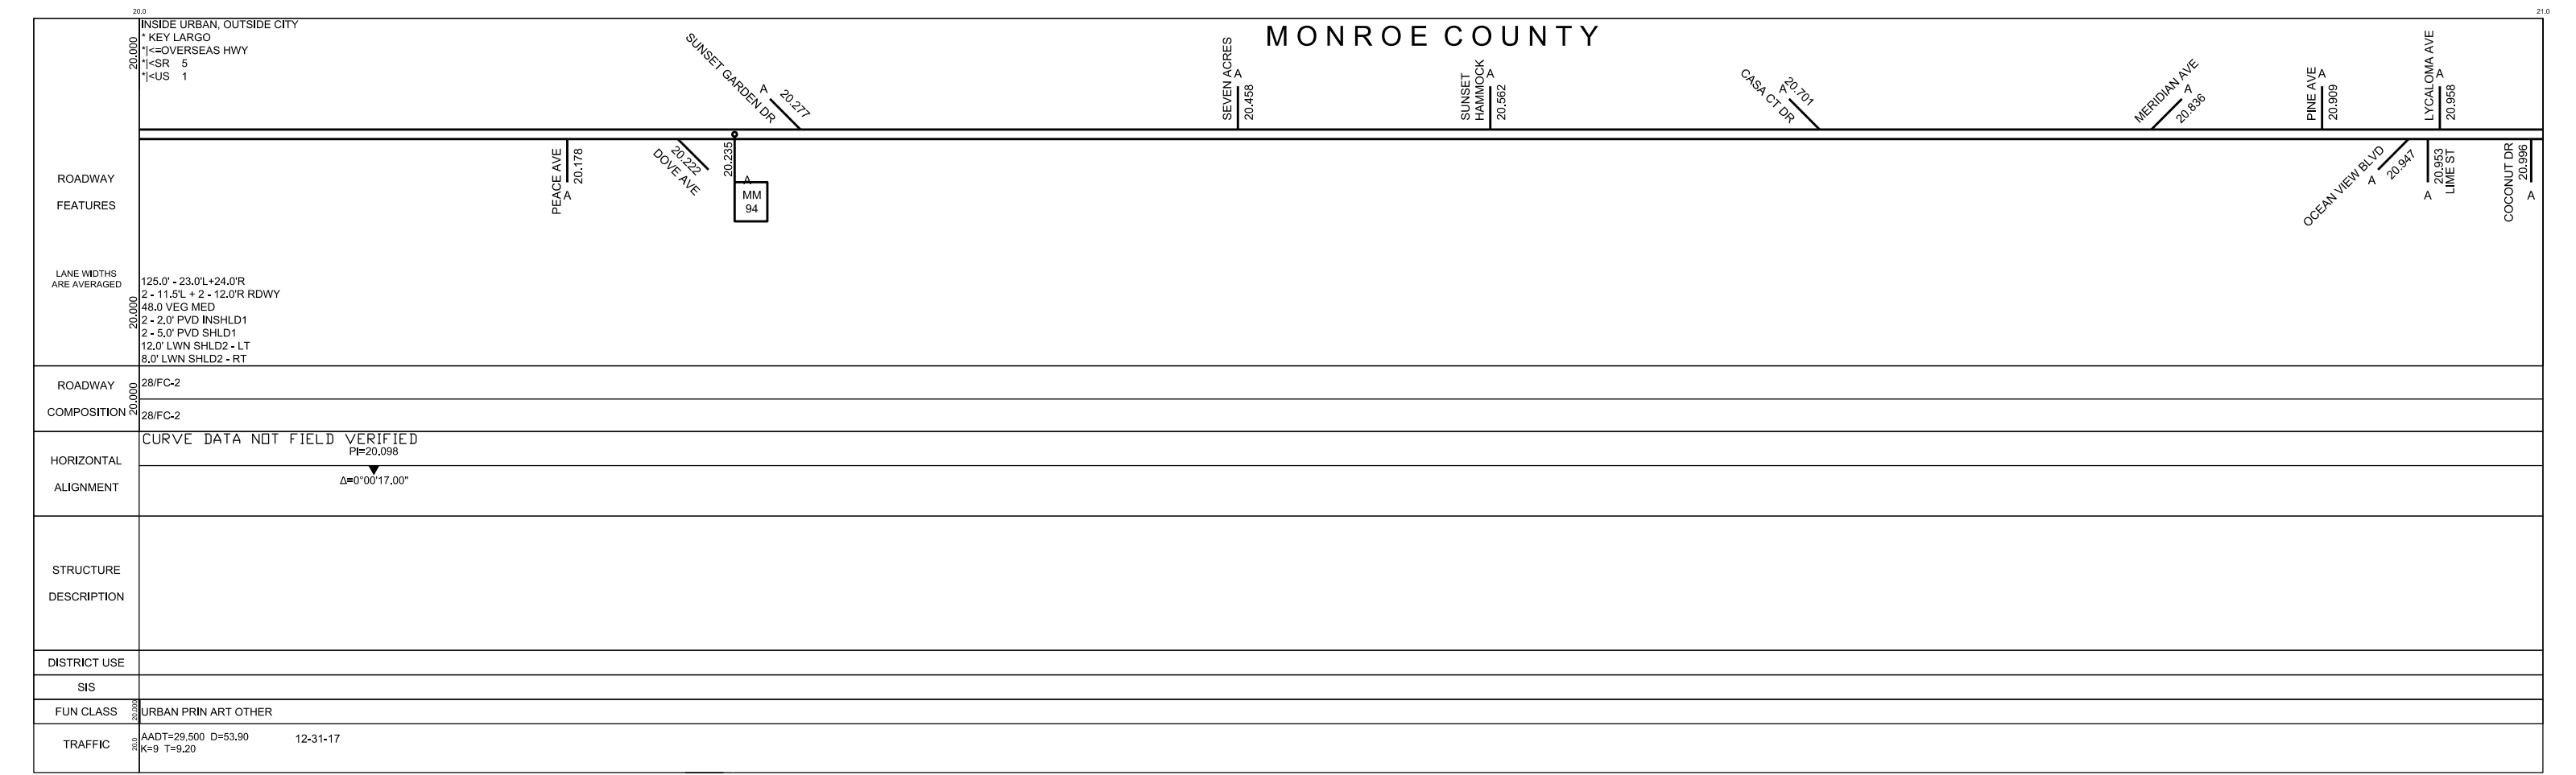 20.0
21.0
20.000
INSIDE URBAN, OUTSIDE CITY
* KEY LARGO
*|<=OVERSEAS HWY
*|<SR 5
*|<US 1
MONROE COUNTY
SUNSET GARDEN DR
A
20.277
SEVEN ACRES
A
20.458
SUNSET
HAMMOCK
A
20.562
CASA CT DR
A
20.701
MERIDIAN AVE
A
20.836
PINE AVE
A
20.909
LYCALOMA AVE
A
20.958
ROADWAY
FEATURES
PEACE AVE
A
20.178
20.222
DOVE AVE
20.235
A
MM
94
OCEAN VIEW BLVD
A
20.947
A
20.953
LIME ST
COCONUT DR
20.996
A
LANE WIDTHS
ARE AVERAGED
20.000
125.0' - 23.0'L+24.0'R
2 - 11.5'L + 2 - 12.0'R RDWY
48.0 VEG MED
2 - 2.0' PVD INSHLD1
2 - 5.0' PVD SHLD1
12.0' LWN SHLD2 - LT
8.0' LWN SHLD2 - RT
ROADWAY
COMPOSITION
20.000
28/FC-2
28/FC-2
HORIZONTAL
ALIGNMENT
CURVE DATA NOT FIELD VERIFIED
PI=20.098
Δ=0°00'17.00"
STRUCTURE
DESCRIPTION
DISTRICT USE
SIS
FUN CLASS
20.000
URBAN PRIN ART OTHER
TRAFFIC
20.0
AADT=29,500 D=53.90
12-31-17
K=9 T=9.20